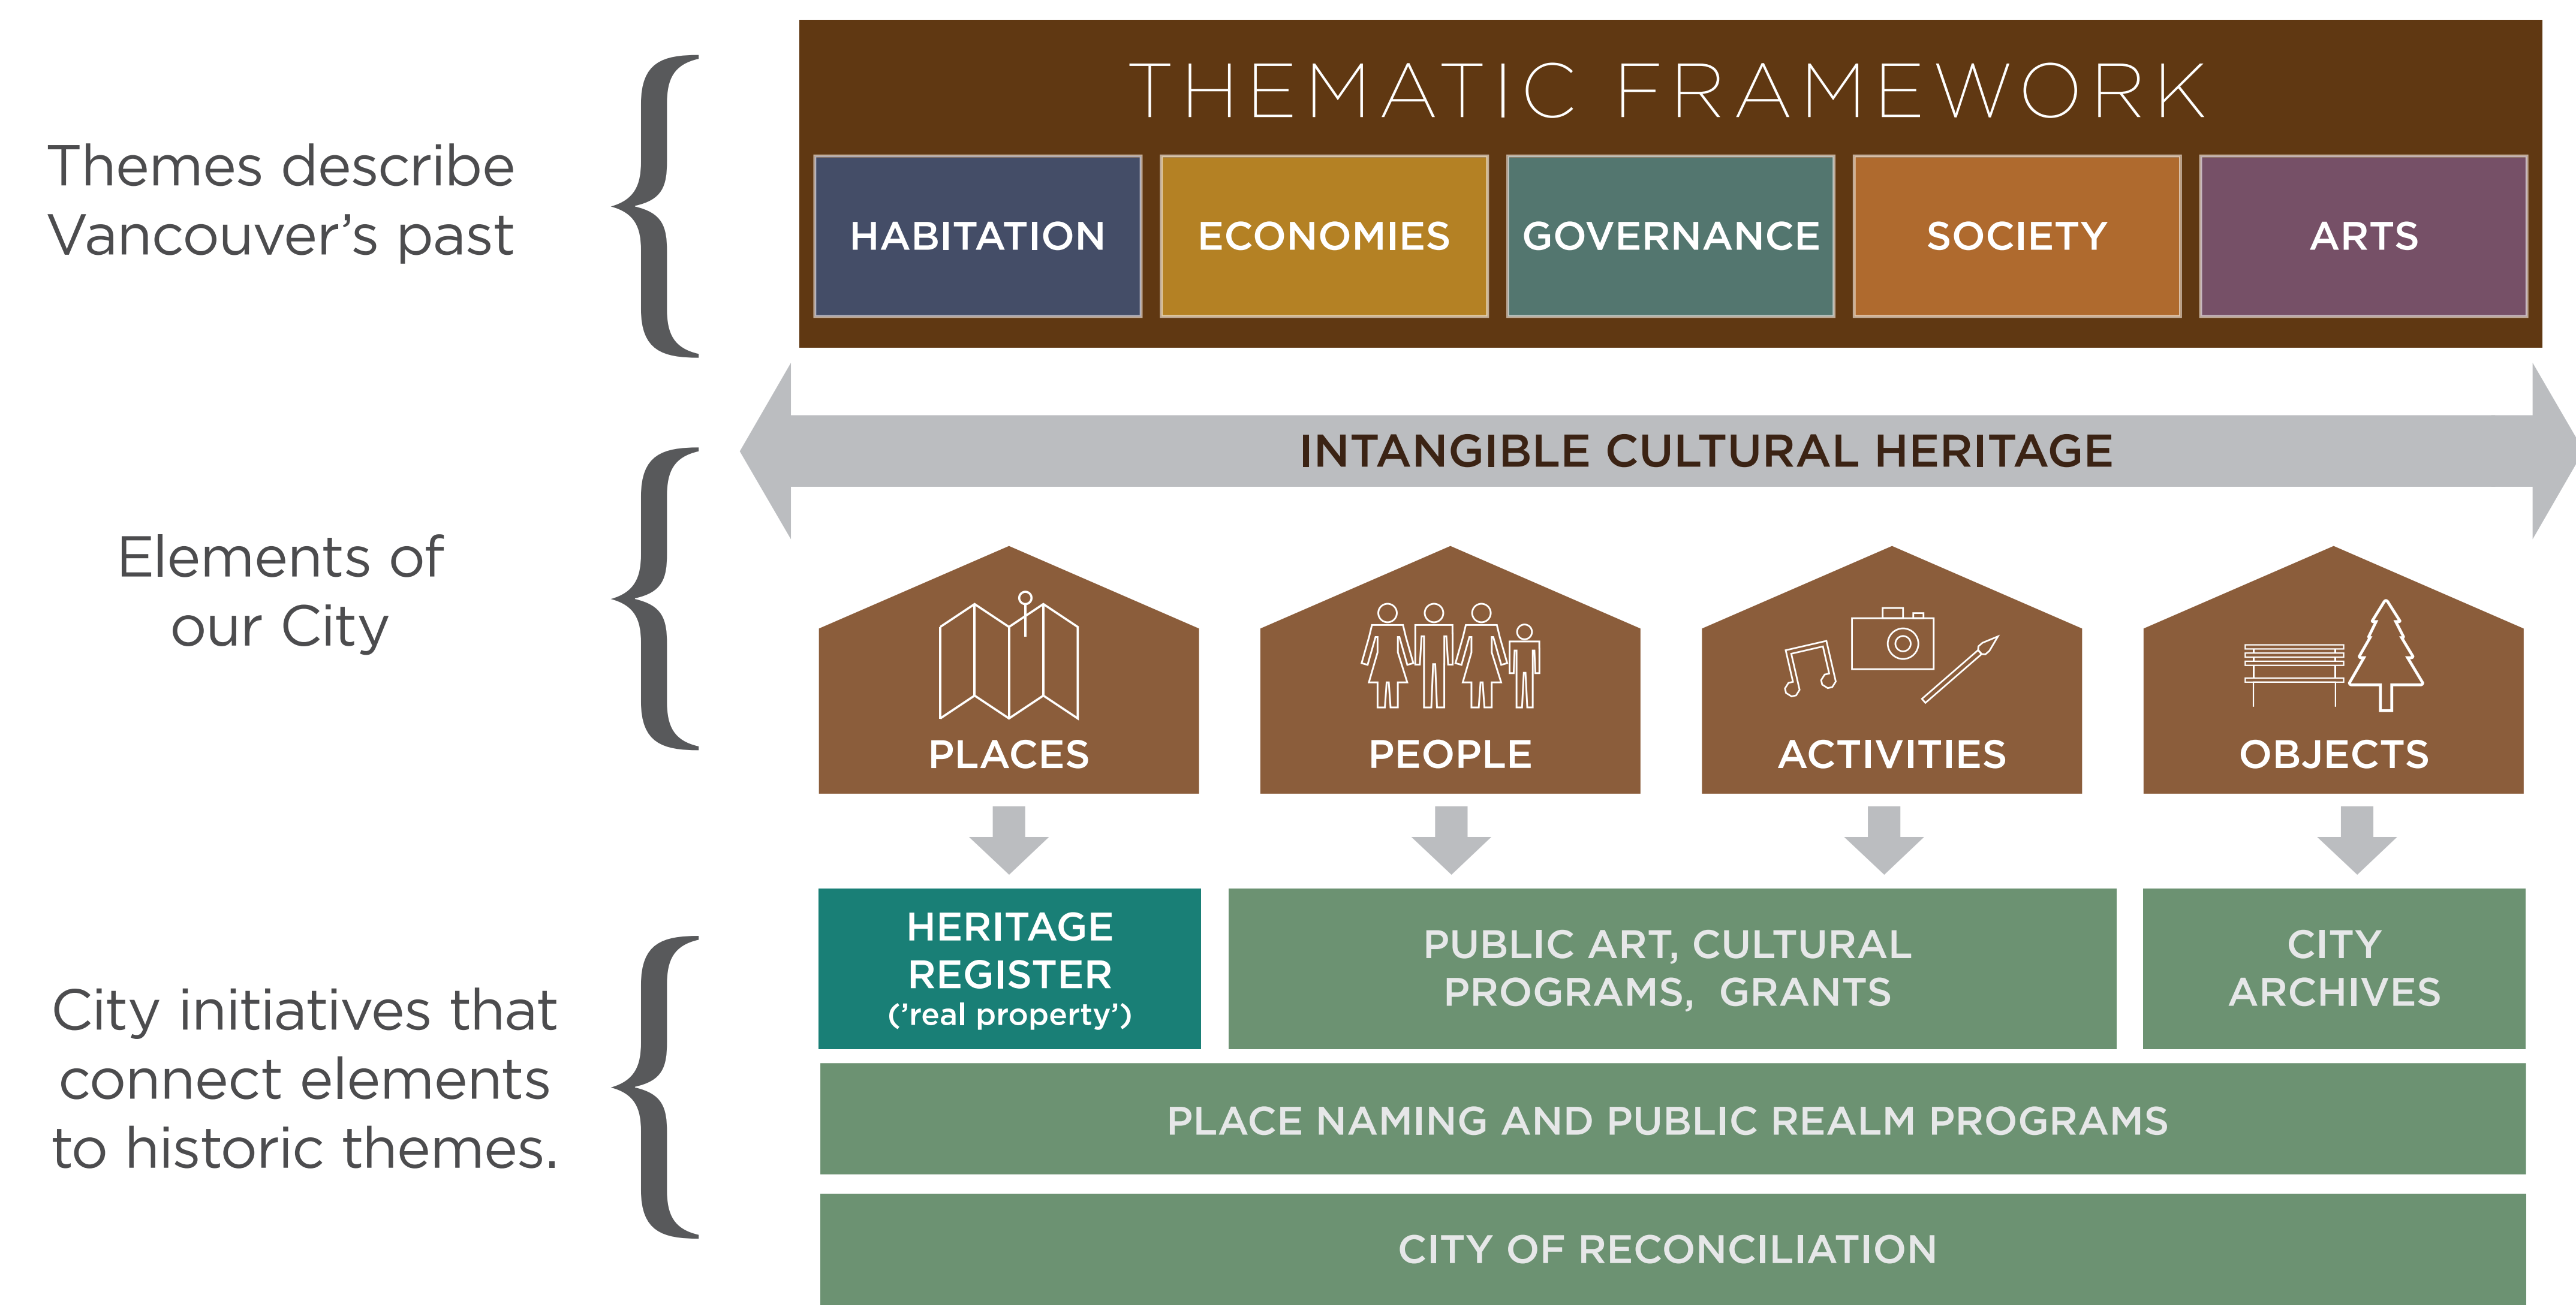 THEMATIC FRAMEWORK
Themes describe
Vancouver’s past
HABITATION
ECONOMIES
GOVERNANCE
SOCIETY
ARTS
INTANGIBLE CULTURAL HERITAGE
Elements of
our City
PLACES
PEOPLE
ACTIVITIES
OBJECTS
City initiatives that
connect elements
to historic themes.
HERITAGE
REGISTER
(’real property’)
PUBLIC ART, CULTURAL
PROGRAMS, GRANTS
CITY
ARCHIVES
PLACE NAMING AND PUBLIC REALM PROGRAMS
CITY OF RECONCILIATION